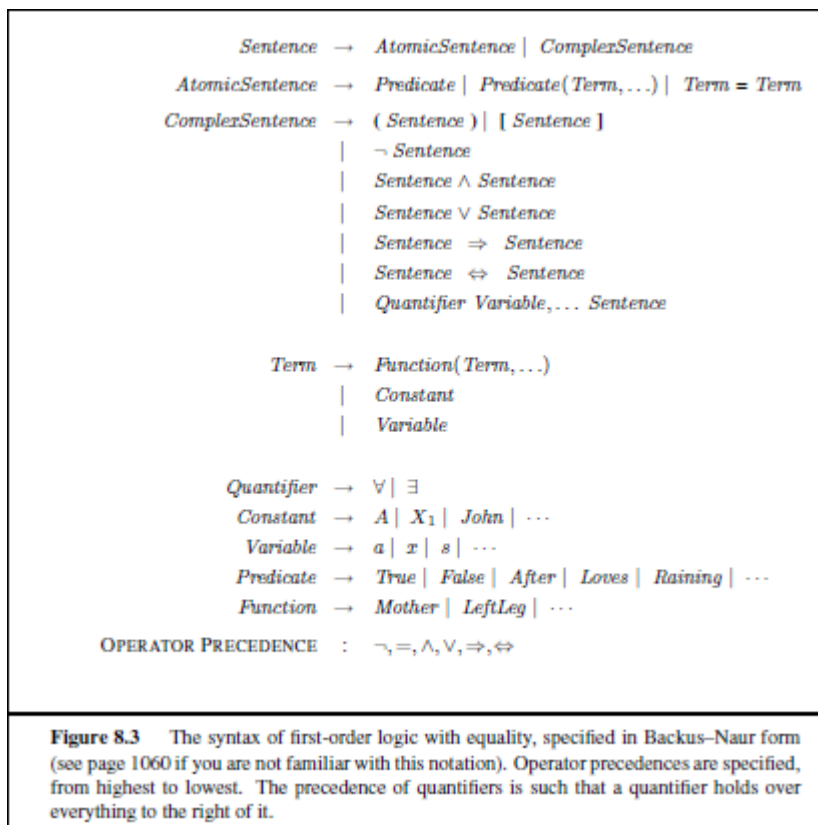 Sentence → AtomicSentence | ComplexSentence
AtomicSentence → Predicate | Predicate(Term,...) | Term = Term
ComplexSentence → ( Sentence ) | [ Sentence ]
| ¬ Sentence
| Sentence ∧ Sentence
| Sentence ∨ Sentence
| Sentence ⇒ Sentence
| Sentence ⇔ Sentence
| Quantifier Variable,... Sentence
Term → Function(Term,...)
| Constant
| Variable
Quantifier → ∀ | ∃
Constant → A | X₁ | John | ···
Variable → a | x | s | ···
Predicate → True | False | After | Loves | Raining | ···
Function → Mother | LeftLeg | ···
OPERATOR PRECEDENCE : ¬,=,∧,∨,⇒,⇔
Figure 8.3 The syntax of first-order logic with equality, specified in Backus–Naur form
(see page 1060 if you are not familiar with this notation). Operator precedences are specified,
from highest to lowest. The precedence of quantifiers is such that a quantifier holds over
everything to the right of it.